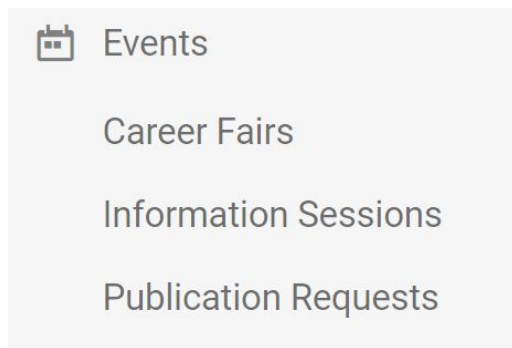 Events
Career Fairs
Information Sessions
Publication Requests